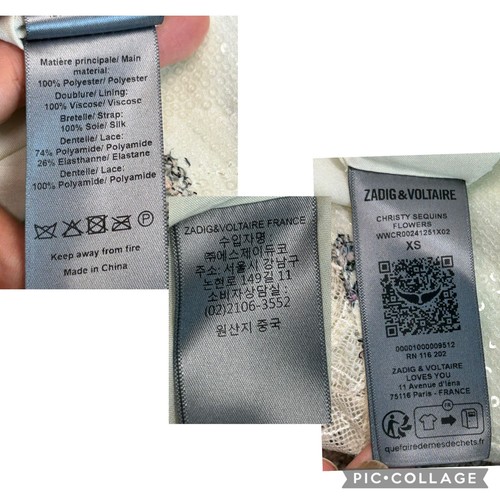 Matière principale/ Main
material:
100% Polyester/ Polyester
Doublure/ Lining:
100% Viscose/ Viscose
Bretelle/ Strap:
100% Soie/ Silk
Dentelle/ Lace:
74% Polyamide/ Polyamide
26% Elasthanne/ Elastane
Dentelle/ Lace:
100% Polyamide/ Polyamide
P
Keep away from fire
Made in China
ZADIG&VOLTAIRE FRANCE
수입자명
㈜에스제이듀코
주소: 서울시 강남구
논현로 149길 11
소비자상담실:
(02)2106-3552
원산지 중국
ZADIG & VOLTAIRE
CHRISTY SEQUINS
FLOWERS
WWCR00241251X02
XS
00001000009512
RN 116 202
ZADIG & VOLTAIRE
LOVES YOU
11 Avenue d'Iéna
75116 Paris - FRANCE
FR
quefairedemesdechets.fr
PIC•COLLAGE